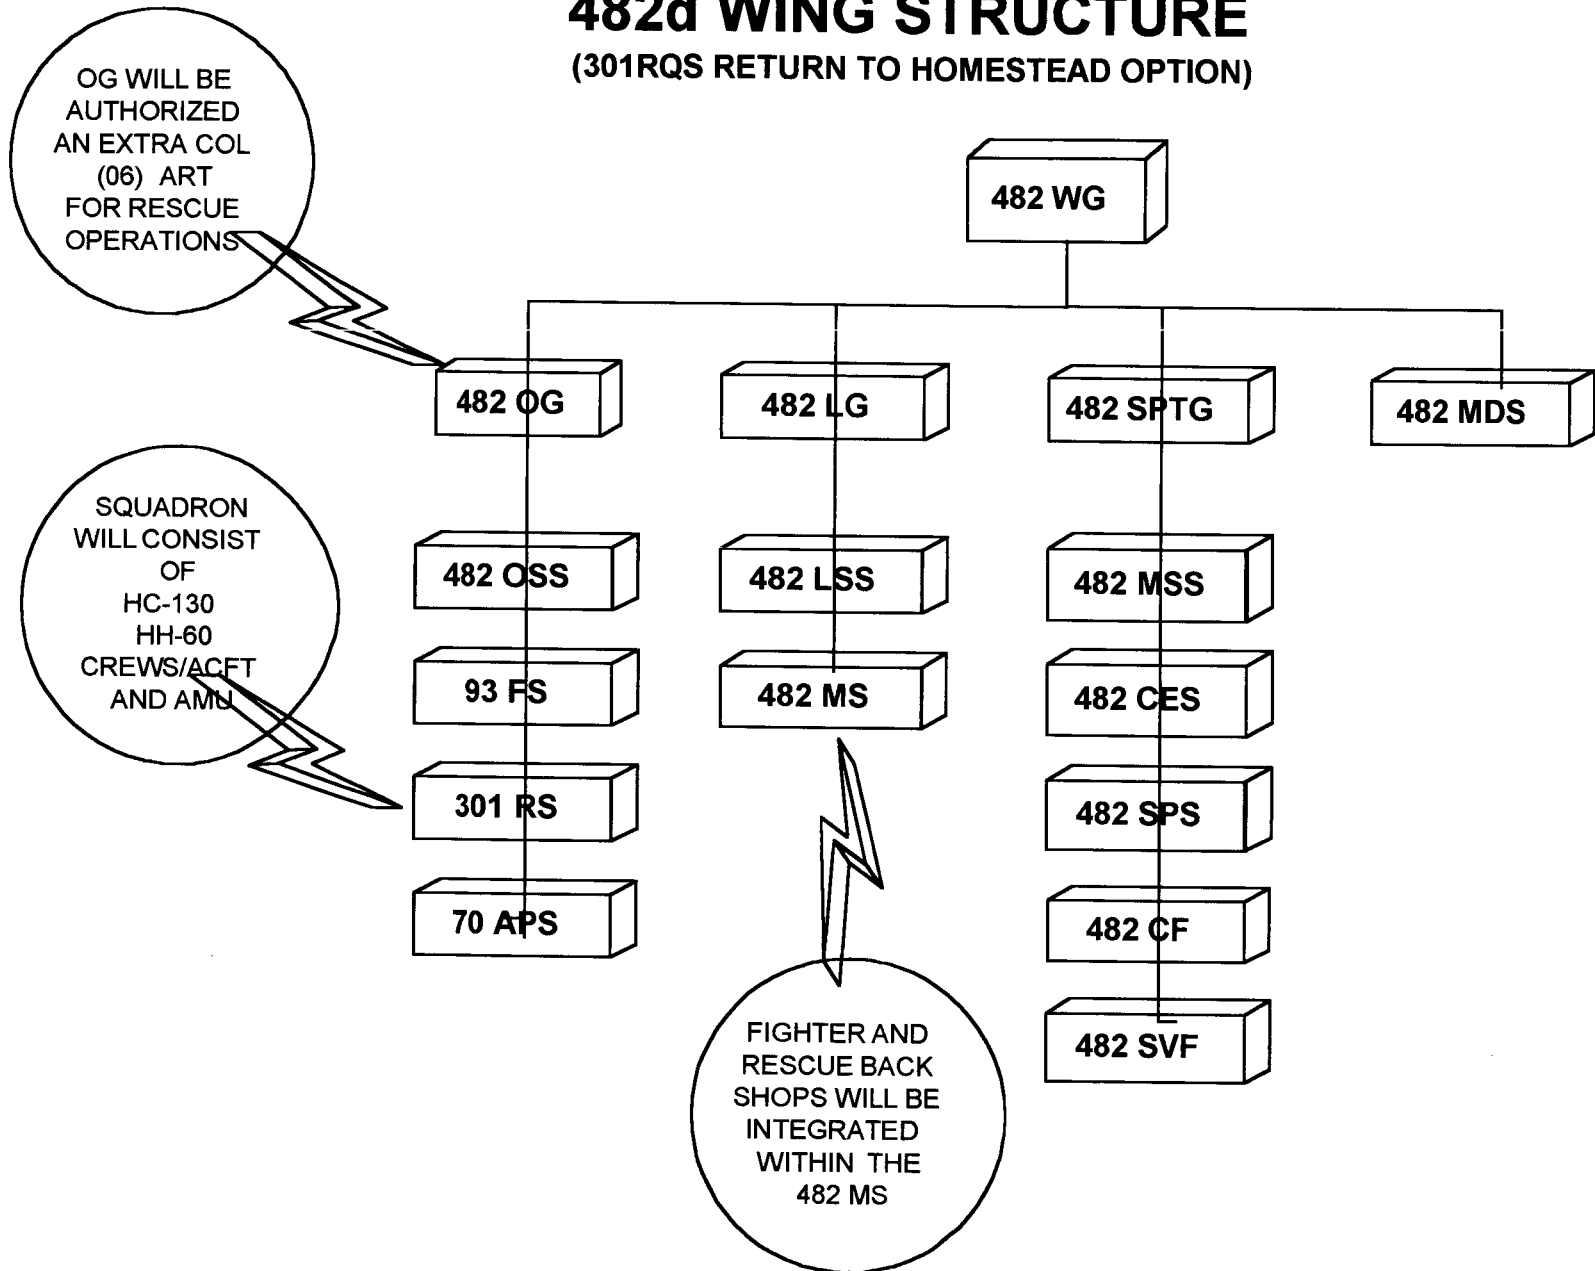 482d WING STRUCTURE
(301RQS RETURN TO HOMESTEAD OPTION)
OG WILL BE
AUTHORIZED
AN EXTRA COL
(06) ART
FOR RESCUE
OPERATIONS
482 WG
482 OG
482 LG
482 SPTG
482 MDS
SQUADRON
WILL CONSIST
OF
HC-130
HH-60
CREWS/ACFT
AND AMU
482 OSS
93 FS
301 RS
70 APS
482 LSS
482 MS
482 MSS
482 CES
482 SPS
482 CF
482 SVF
FIGHTER AND
RESCUE BACK
SHOPS WILL BE
INTEGRATED
WITHIN THE
482 MS